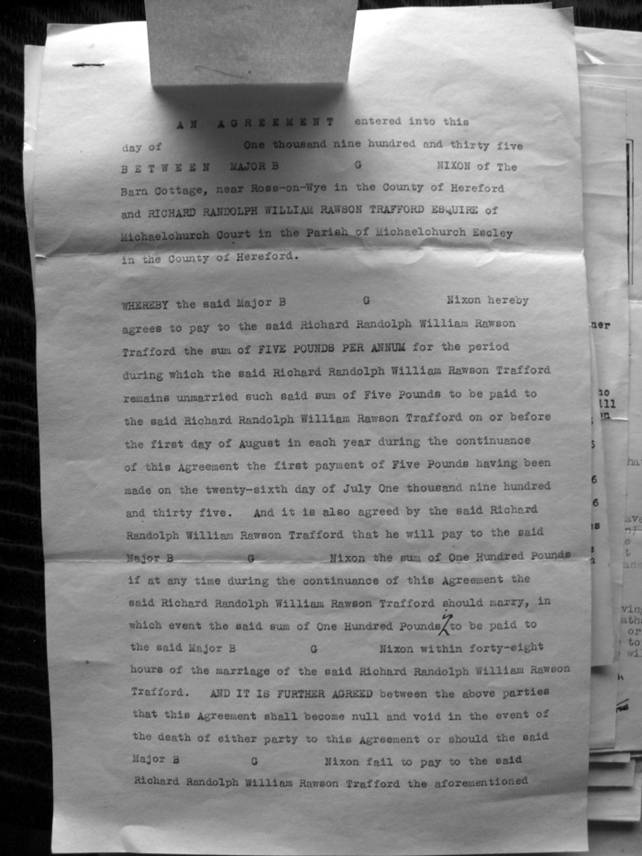 AN AGREEMENT entered into this
day of One thousand nine hundred and thirty five
BETWEEN MAJOR B G NIXON of The
Barn Cottage, near Ross-on-Wye in the County of Hereford
and RICHARD RANDOLPH WILLIAM RAWSON TRAFFORD ESQUIRE of
Michaelchurch Court in the Parish of Michaelchurch Escley
in the County of Hereford.
WHEREBY the said Major B G Nixon hereby
agrees to pay to the said Richard Randolph William Rawson
Trafford the sum of FIVE POUNDS PER ANNUM for the period
during which the said Richard Randolph William Rawson Trafford
remains unmarried such said sum of Five Pounds to be paid to
the said Richard Randolph William Rawson Trafford on or before
the first day of August in each year during the continuance
of this Agreement the first payment of Five Pounds having been
made on the twenty-sixth day of July One thousand nine hundred
and thirty five. And it is also agreed by the said Richard
Randolph William Rawson Trafford that he will pay to the said
Major B G Nixon the sum of One Hundred Pounds
if at any time during the continuance of this Agreement the
said Richard Randolph William Rawson Trafford should marry, in
which event the said sum of One Hundred Pounds to be paid to
the said Major B G Nixon within forty-eight
hours of the marriage of the said Richard Randolph William Rawson
Trafford. AND IT IS FURTHER AGREED between the above parties
that this Agreement shall become null and void in the event of
the death of either party to this Agreement or should the said
Major B G Nixon fail to pay to the said
Richard Randolph William Rawson Trafford the aforementioned